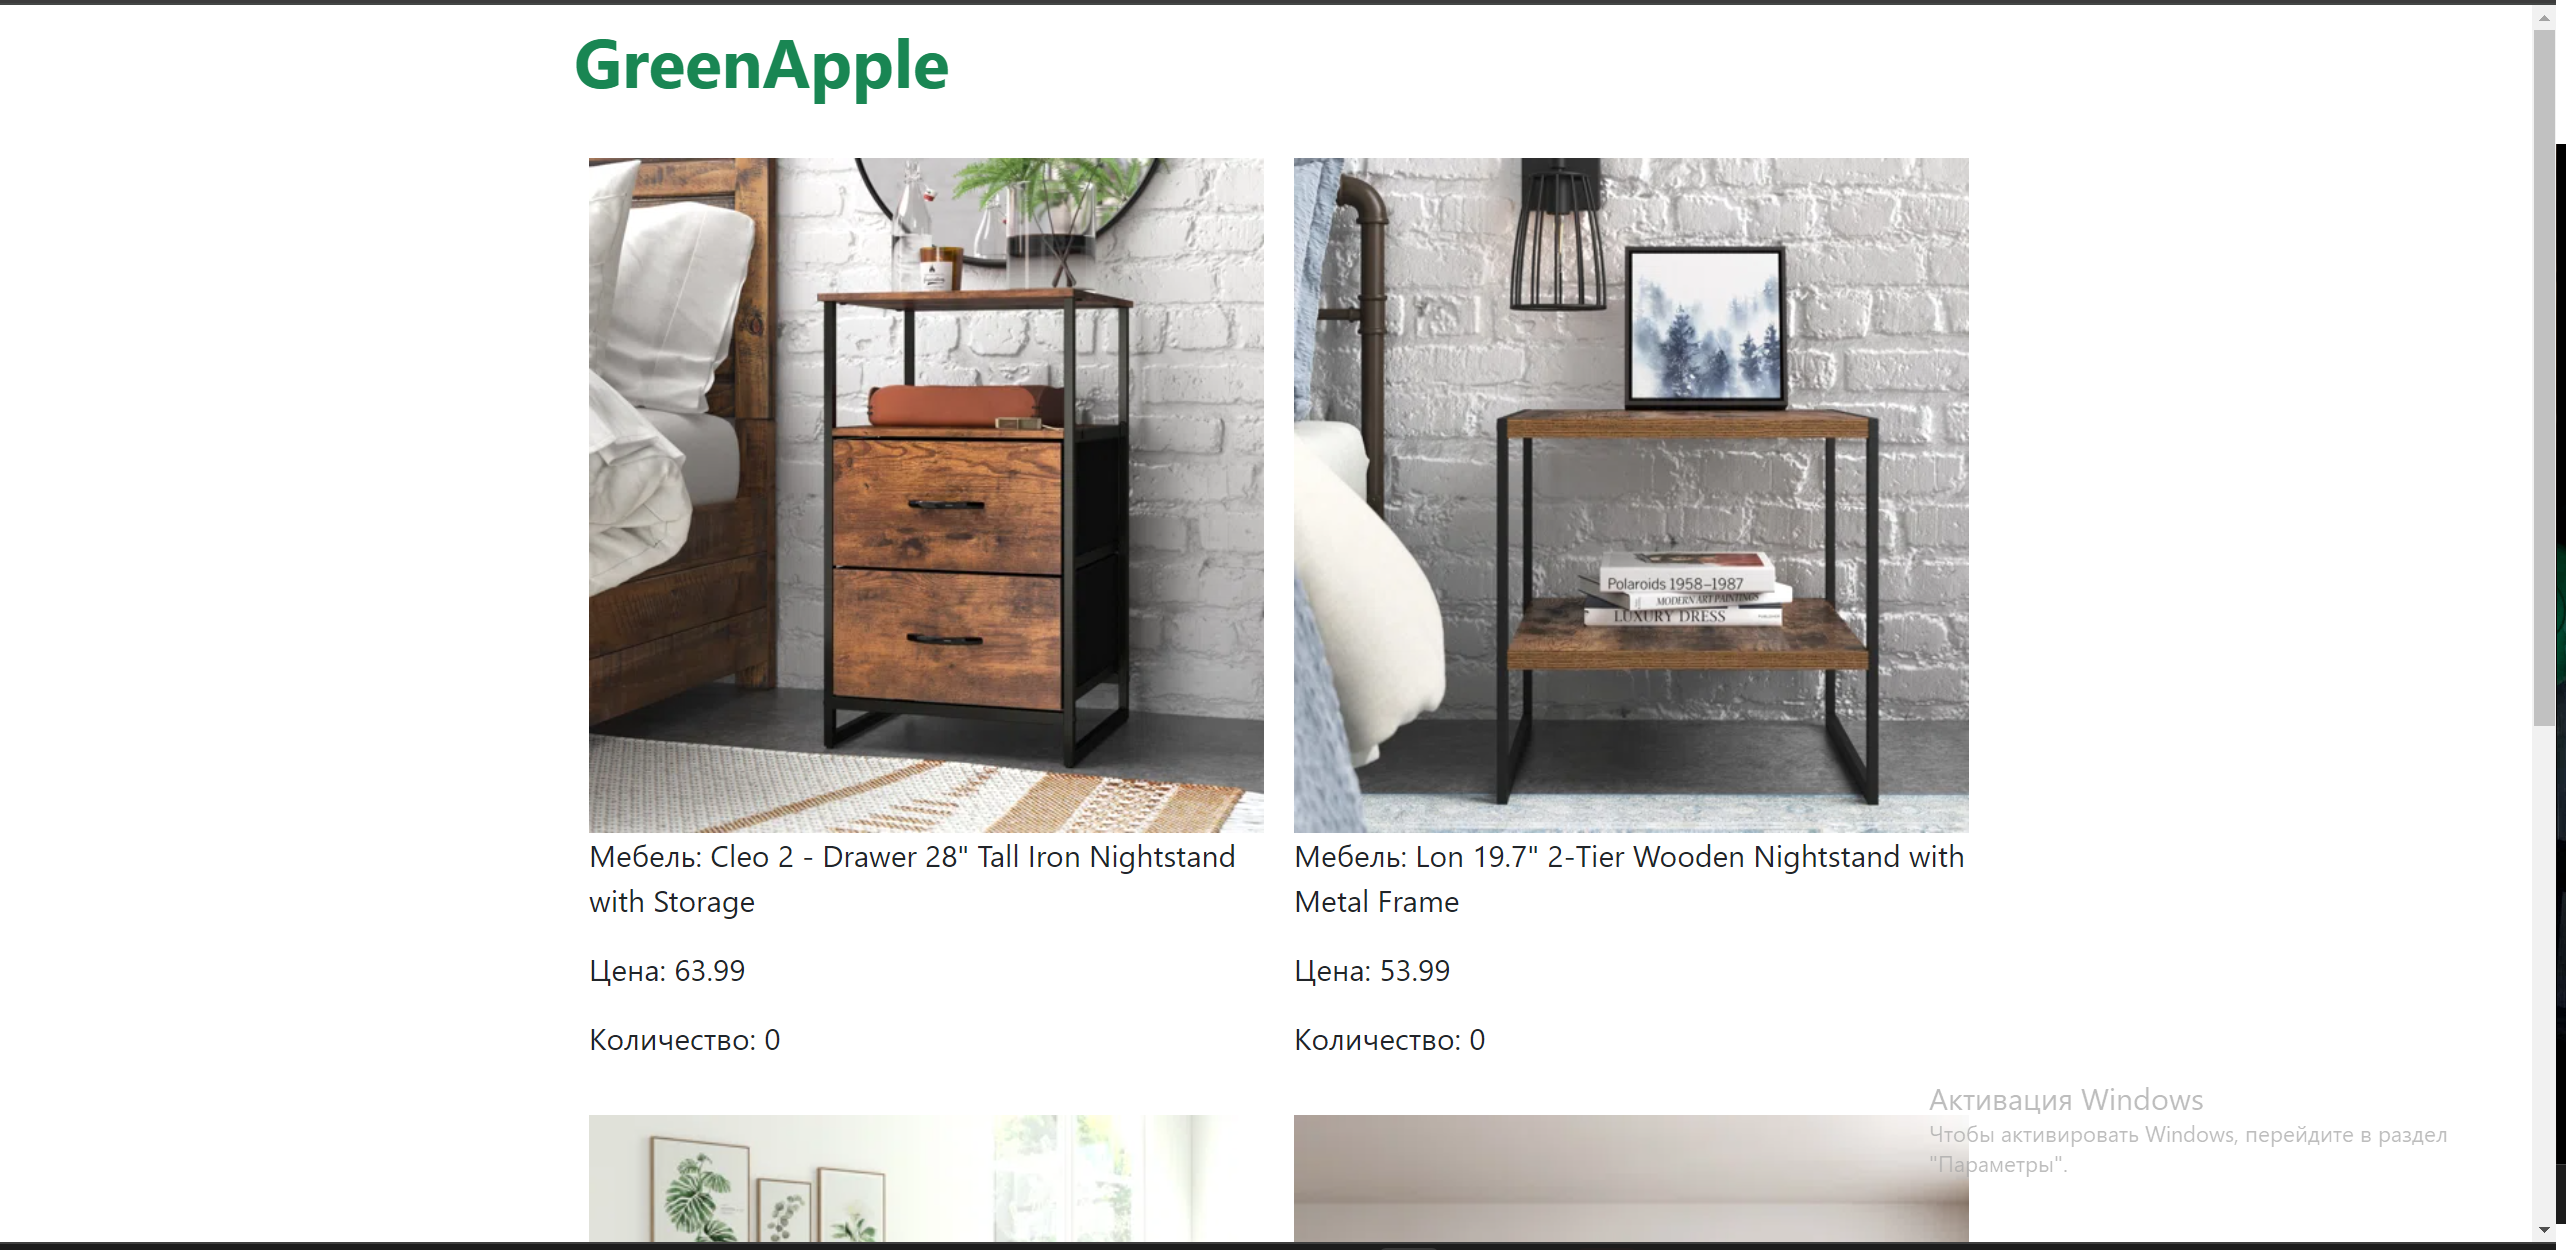 GreenApple
Polaroids 1958–1987
MODERN ART PAINTINGS
LUXURY DRESS
Мебель: Cleo 2 - Drawer 28" Tall Iron Nightstand
with Storage
Цена: 63.99
Количество: 0
Мебель: Lon 19.7" 2-Tier Wooden Nightstand with
Metal Frame
Цена: 53.99
Количество: 0
Активация Windows
Чтобы активировать Windows, перейдите в раздел
"Параметры".